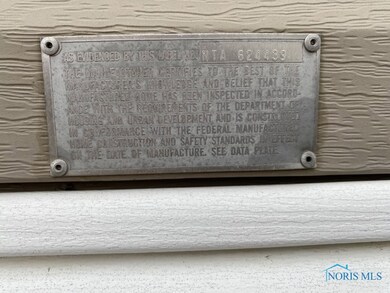 AS EVIDENCED BY THIS LABEL NO. NTA
THE MANUFACTURER CERTIFIES TO THE BEST OF THE
MANUFACTURER'S KNOWLEDGE AND BELIEF THAT THIS
MANUFACTURED HOME HAS BEEN INSPECTED IN ACCORD-
ANCE WITH THE REQUIREMENTS OF THE DEPARTMENT OF
HOUSING AND URBAN DEVELOPMENT AND IS CONSTRUCTED
IN CONFORMANCE WITH THE FEDERAL MANUFACTURED
HOME CONSTRUCTION AND SAFETY STANDARDS IN EFFECT
ON THE DATE OF MANUFACTURE. SEE DATA PLATE.
NORIS MLS